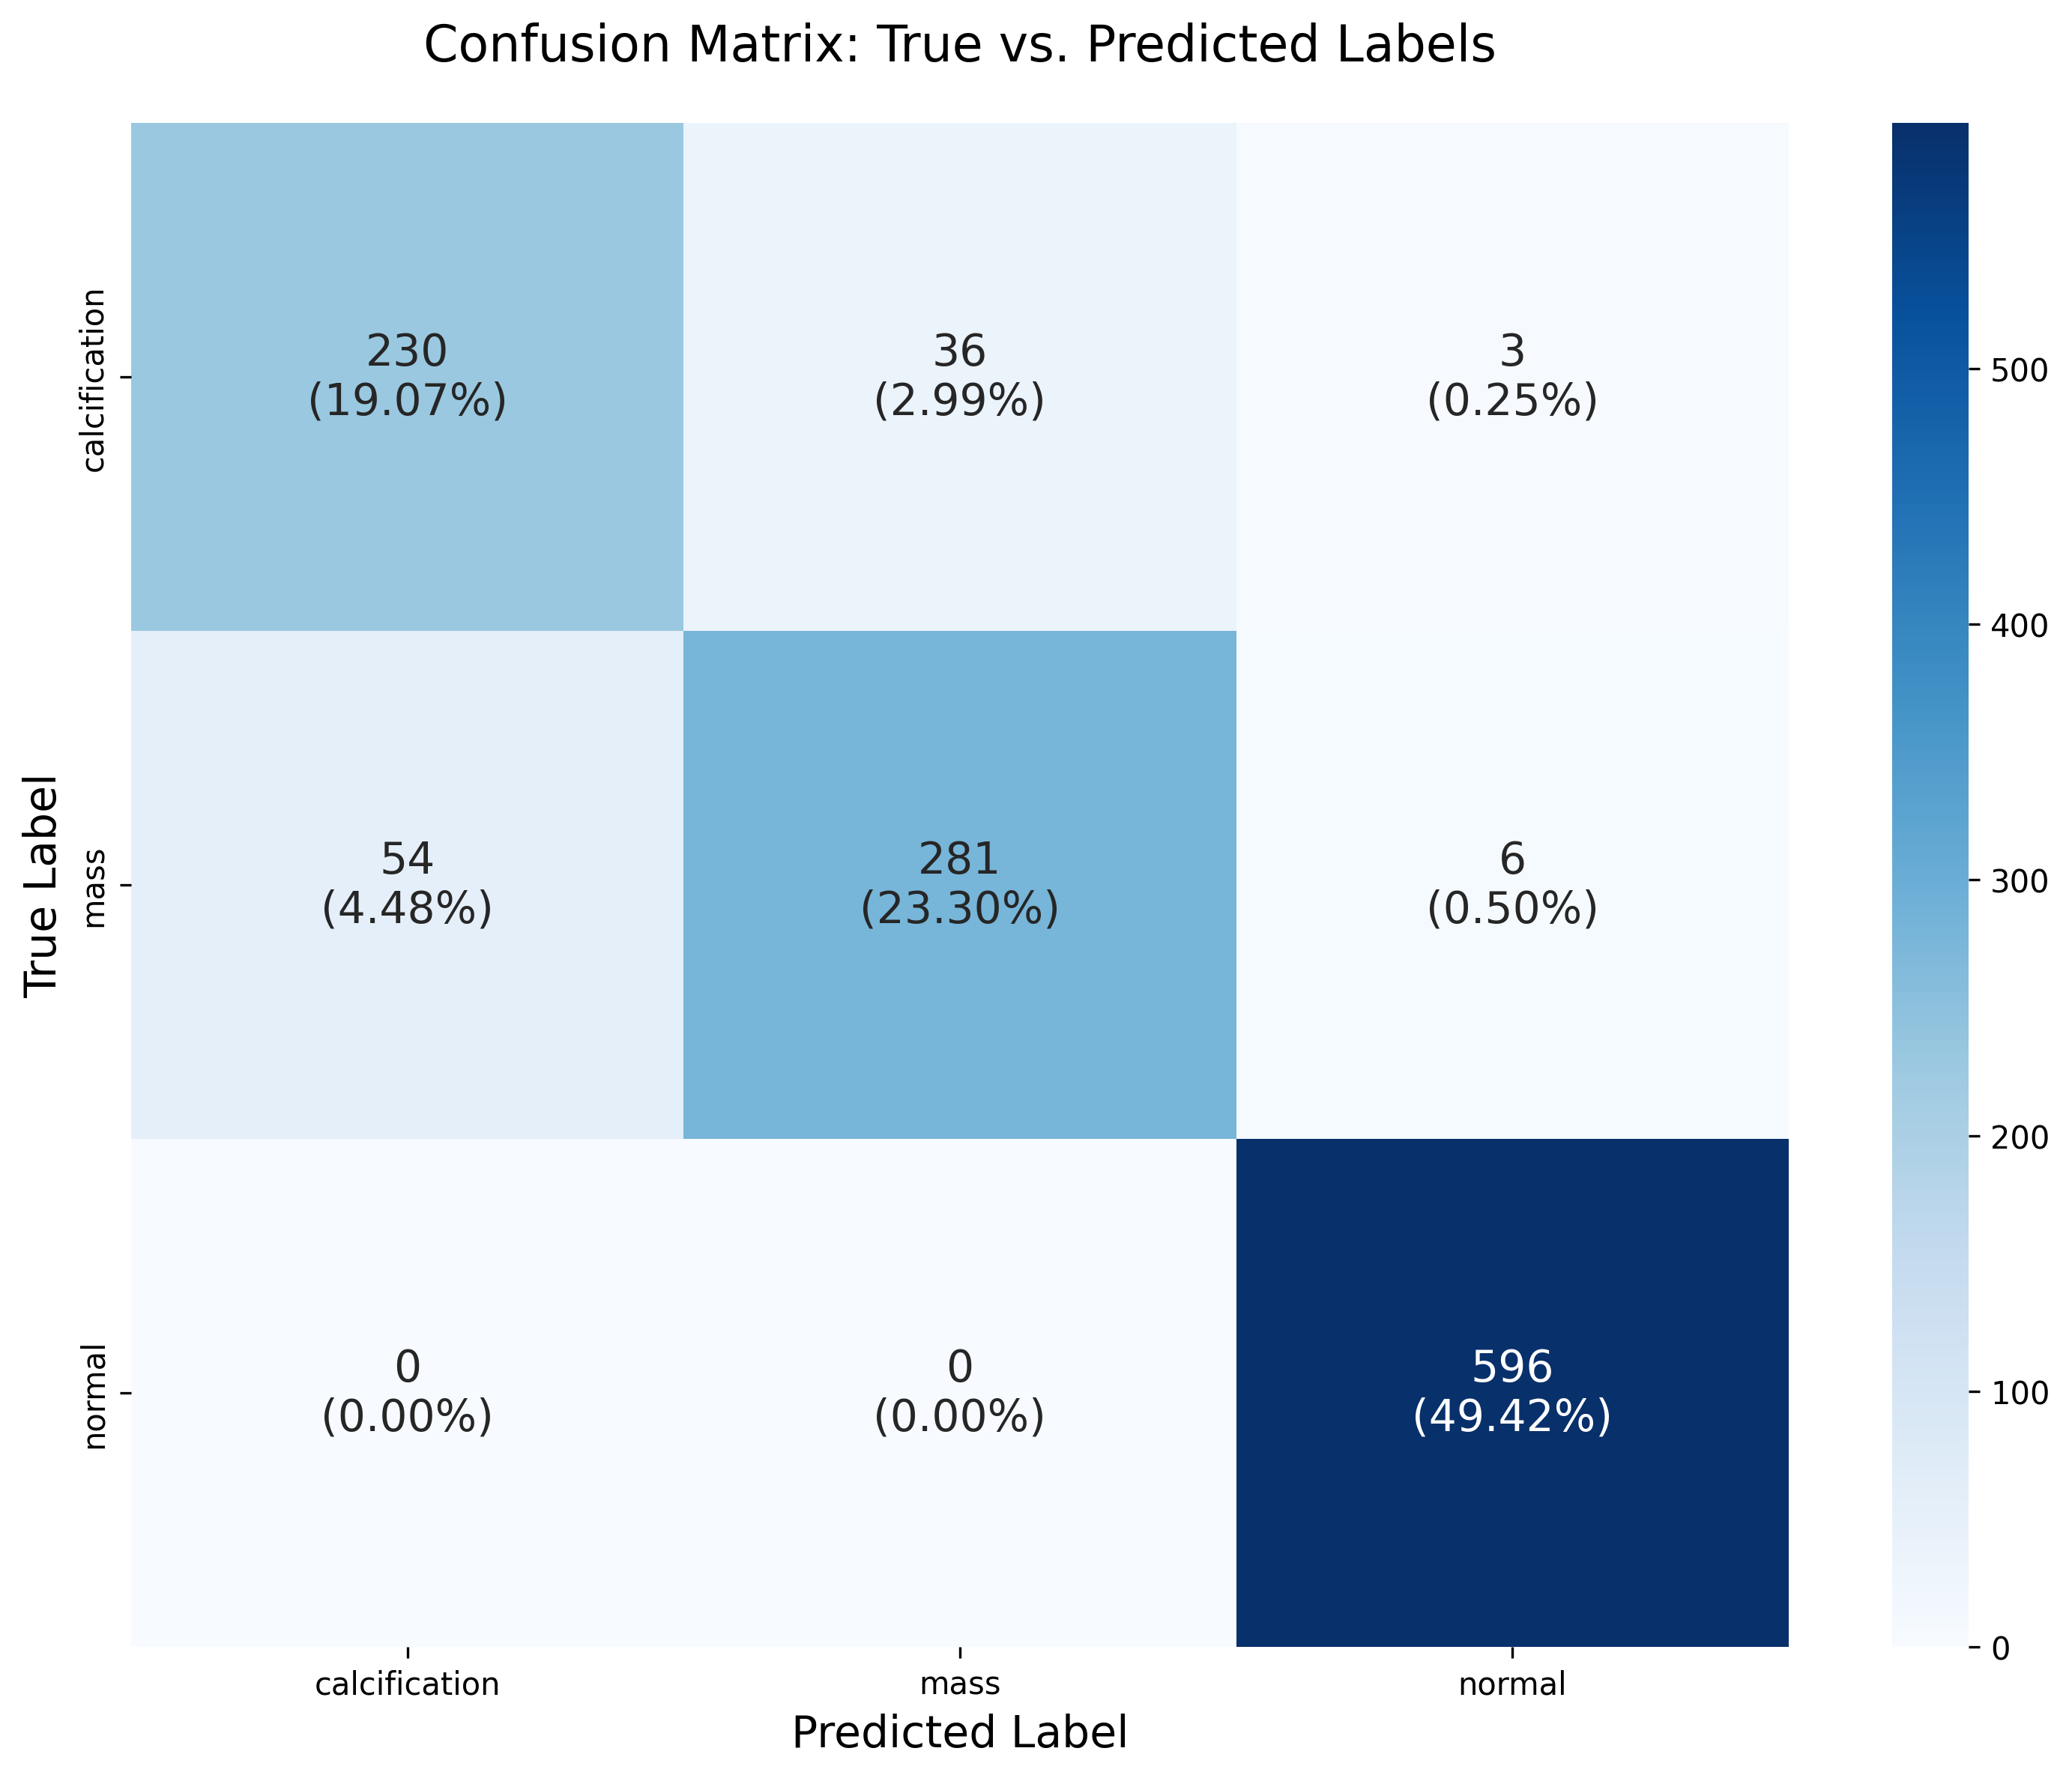 Confusion Matrix: True vs. Predicted Labels
True Label
calcification
230
(19.07%)
36
(2.99%)
3
(0.25%)
mass
54
(4.48%)
281
(23.30%)
6
(0.50%)
normal
0
(0.00%)
0
(0.00%)
596
(49.42%)
calcification
mass
normal
Predicted Label
500
400
300
200
100
0